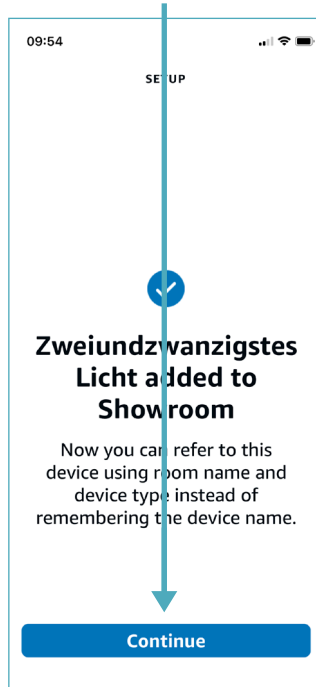 09:54
SETUP
Zweiundzwanzigstes
Licht added to
Showroom
Now you can refer to this
device using room name and
device type instead of
remembering the device name.
Continue